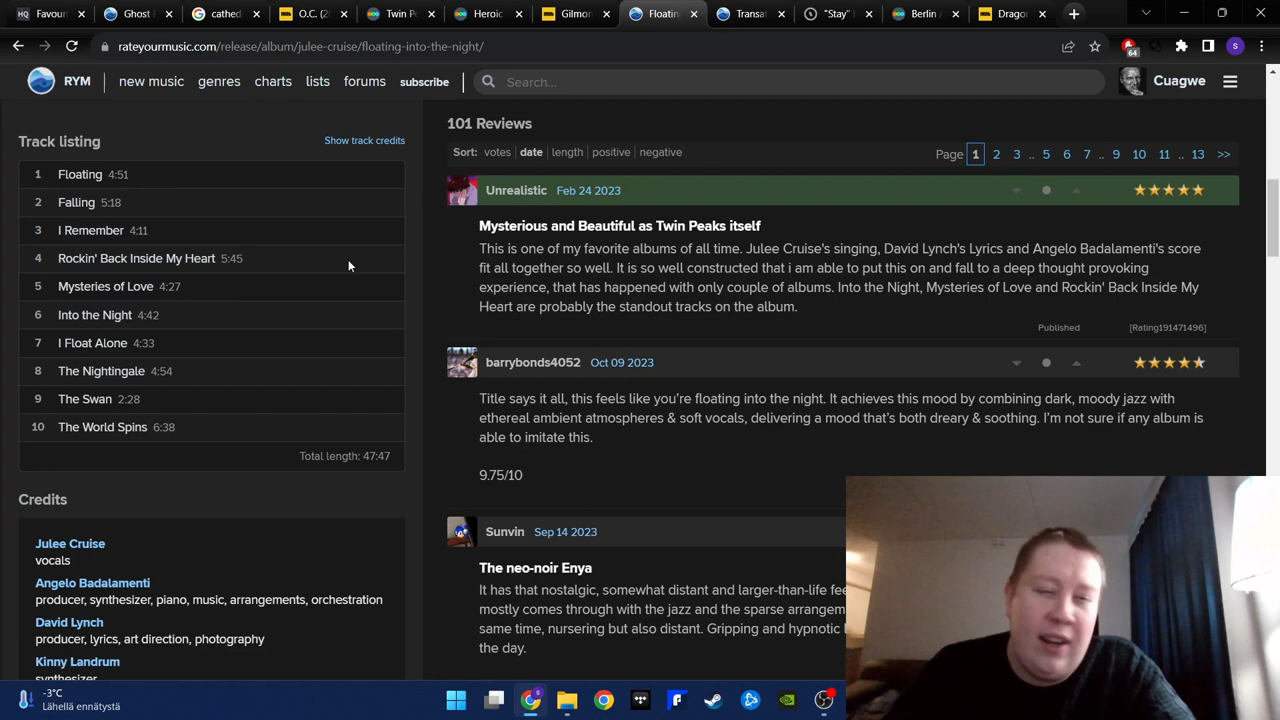 Favour
Ghost
cathed
O.C. (2
Twin P
Heroic
Gilmor
Floatin
Transat
"Stay"
Berlin A
Dragor
rateyourmusic.com/release/album/julee-cruise/floating-into-the-night/
64
S
RYM
new music
genres
charts
lists
forums
subscribe
Search...
Cuagwe
Track listing
Show track credits
1 Floating 4:51
2 Falling 5:18
3 I Remember 4:11
4 Rockin' Back Inside My Heart 5:45
5 Mysteries of Love 4:27
6 Into the Night 4:42
7 I Float Alone 4:33
8 The Nightingale 4:54
9 The Swan 2:28
10 The World Spins 6:38
Total length: 47:47
Credits
Julee Cruise
vocals
Angelo Badalamenti
producer, synthesizer, piano, music, arrangements, orchestration
David Lynch
producer, lyrics, art direction, photography
Kinny Landrum
synthesizer
101 Reviews
Sort: votes date length positive negative
Page 1 2 3 .. 5 6 7 .. 9 10 11 .. 13 >>
Unrealistic Feb 24 2023
Mysterious and Beautiful as Twin Peaks itself
This is one of my favorite albums of all time. Julee Cruise's singing, David Lynch's Lyrics and Angelo Badalamenti's score
fit all together so well. It is so well constructed that i am able to put this on and fall to a deep thought provoking
experience, that has happened with only couple of albums. Into the Night, Mysteries of Love and Rockin' Back Inside My
Heart are probably the standout tracks on the album.
Published [Rating191471496]
barrybonds4052 Oct 09 2023
Title says it all, this feels like you're floating into the night. It achieves this mood by combining dark, moody jazz with
ethereal ambient atmospheres & soft vocals, delivering a mood that's both dreary & soothing. I'm not sure if any album is
able to imitate this.
9.75/10
Sunvin Sep 14 2023
The neo-noir Enya
It has that nostalgic, somewhat distant and larger-than-life fee
mostly comes through with the jazz and the sparse arrangem
same time, nursering but also distant. Gripping and hypnotic
the day.
-3°C
Lähellä ennätystä